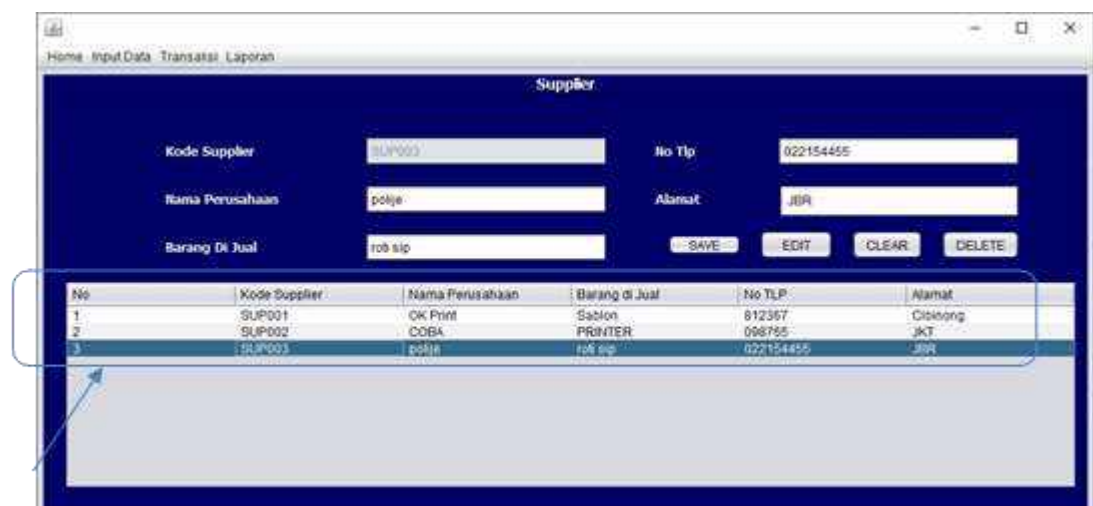 Home Input Data Transaksi Laporan
Supplier
Kode Supplier SUP003 No Tlp 022154455
Nama Perusahaan polije Alamat JBR
Barang Di Jual roti sip SAVE EDIT CLEAR DELETE
No Kode Supplier Nama Perusahaan Barang di Jual No TLP Alamat
1 SUP001 OK Print Sablon 812367 Cibinong
2 SUP002 COBA PRINTER 098765 JKT
3 SUP003 polije roti sip 022154455 JBR